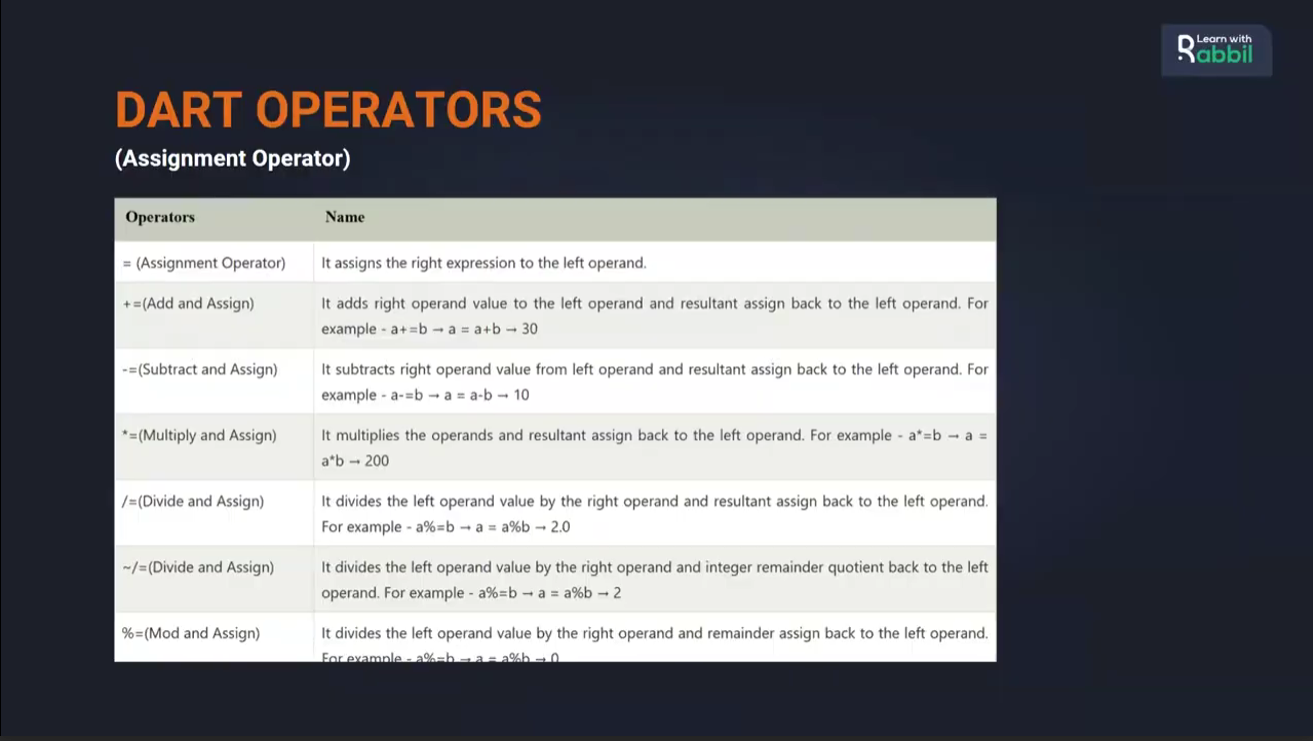 Learn with
Rabbil
DART OPERATORS
(Assignment Operator)
Operators Name
= (Assignment Operator) It assigns the right expression to the left operand.
+=(Add and Assign) It adds right operand value to the left operand and resultant assign back to the left operand. For
example - a+=b → a = a+b → 30
-=(Subtract and Assign) It subtracts right operand value from left operand and resultant assign back to the left operand. For
example - a-=b → a = a-b → 10
*=(Multiply and Assign) It multiplies the operands and resultant assign back to the left operand. For example - a*=b → a =
a*b → 200
/=(Divide and Assign) It divides the left operand value by the right operand and resultant assign back to the left operand.
For example - a%=b → a = a%b → 2.0
~/=(Divide and Assign) It divides the left operand value by the right operand and integer remainder quotient back to the left
operand. For example - a%=b → a = a%b → 2
%=(Mod and Assign) It divides the left operand value by the right operand and remainder assign back to the left operand.
For example - a%=b → a = a%b → 0